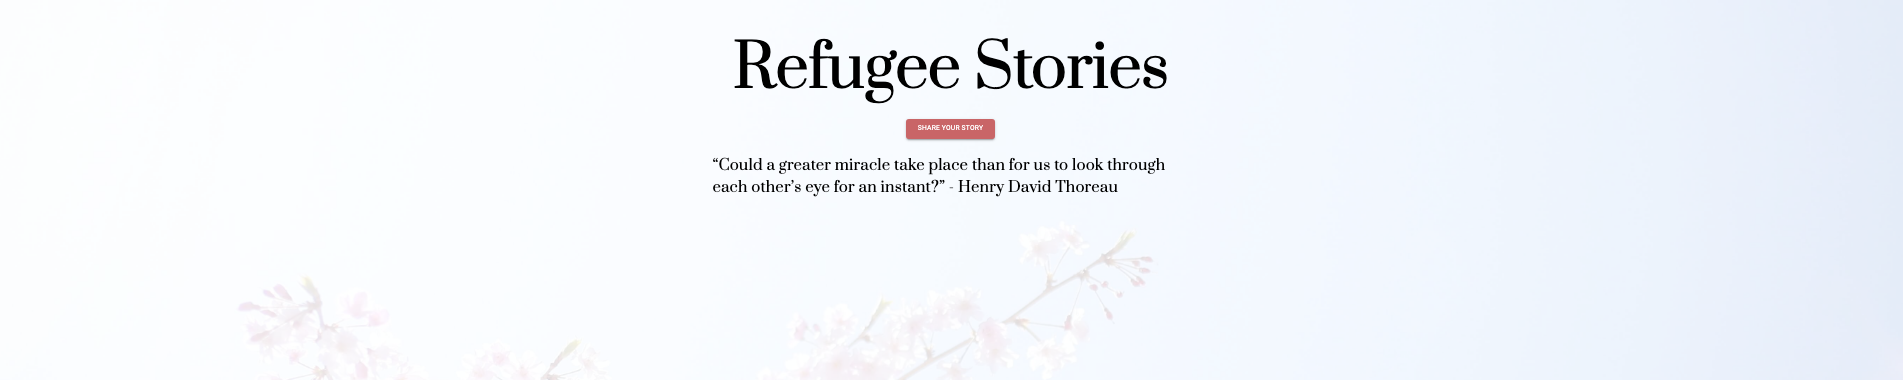 Refugee Stories
SHARE YOUR STORY
“Could a greater miracle take place than for us to look through
each other’s eye for an instant?” - Henry David Thoreau